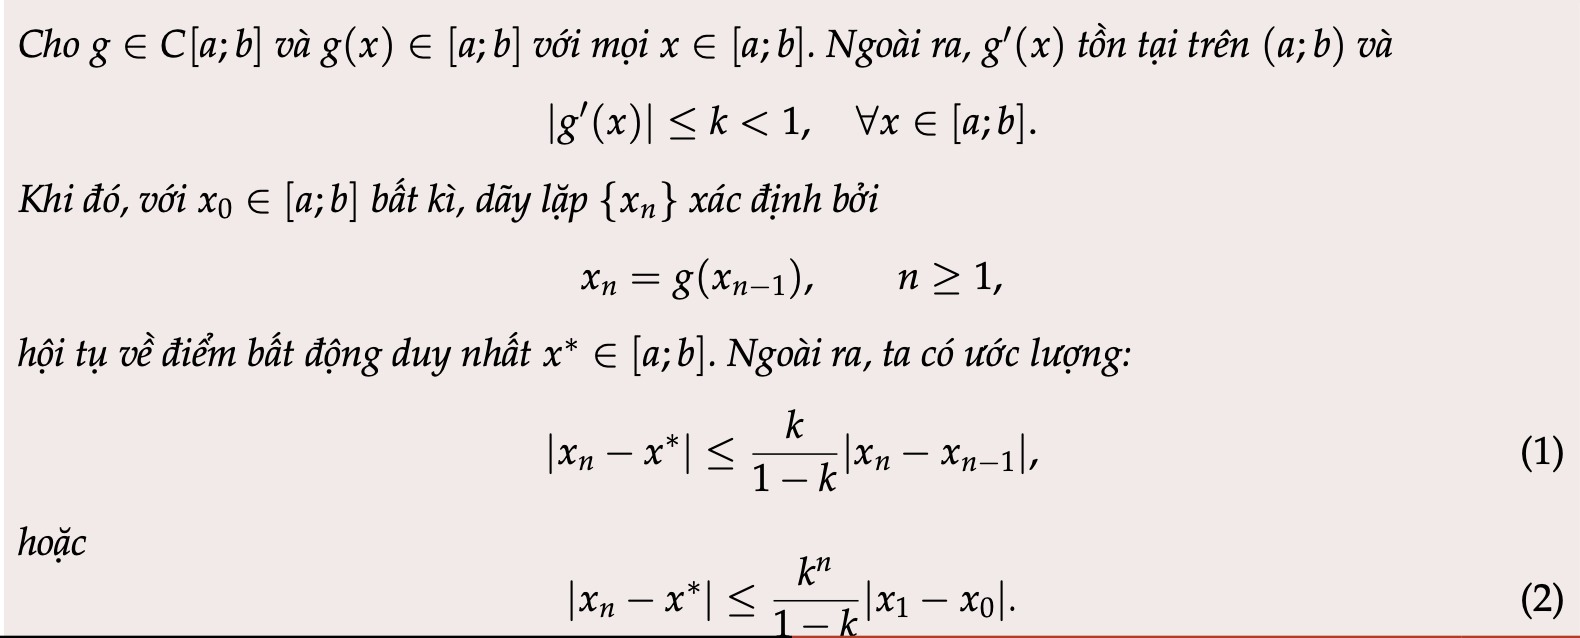 Cho g ∈ C[a; b] và g(x) ∈ [a; b] với mọi x ∈ [a; b]. Ngoài ra, g′(x) tồn tại trên (a; b) và
|g′(x)| ≤ k < 1, ∀x ∈ [a; b].
Khi đó, với x₀ ∈ [a; b] bất kì, dãy lặp {xₙ} xác định bởi
xₙ = g(xₙ₋₁), n ≥ 1,
hội tụ về điểm bất động duy nhất x* ∈ [a; b]. Ngoài ra, ta có ước lượng:
|xₙ − x*| ≤ k/(1 − k) |xₙ − xₙ₋₁|, (1)
hoặc
|xₙ − x*| ≤ kⁿ/(1 − k) |x₁ − x₀|. (2)